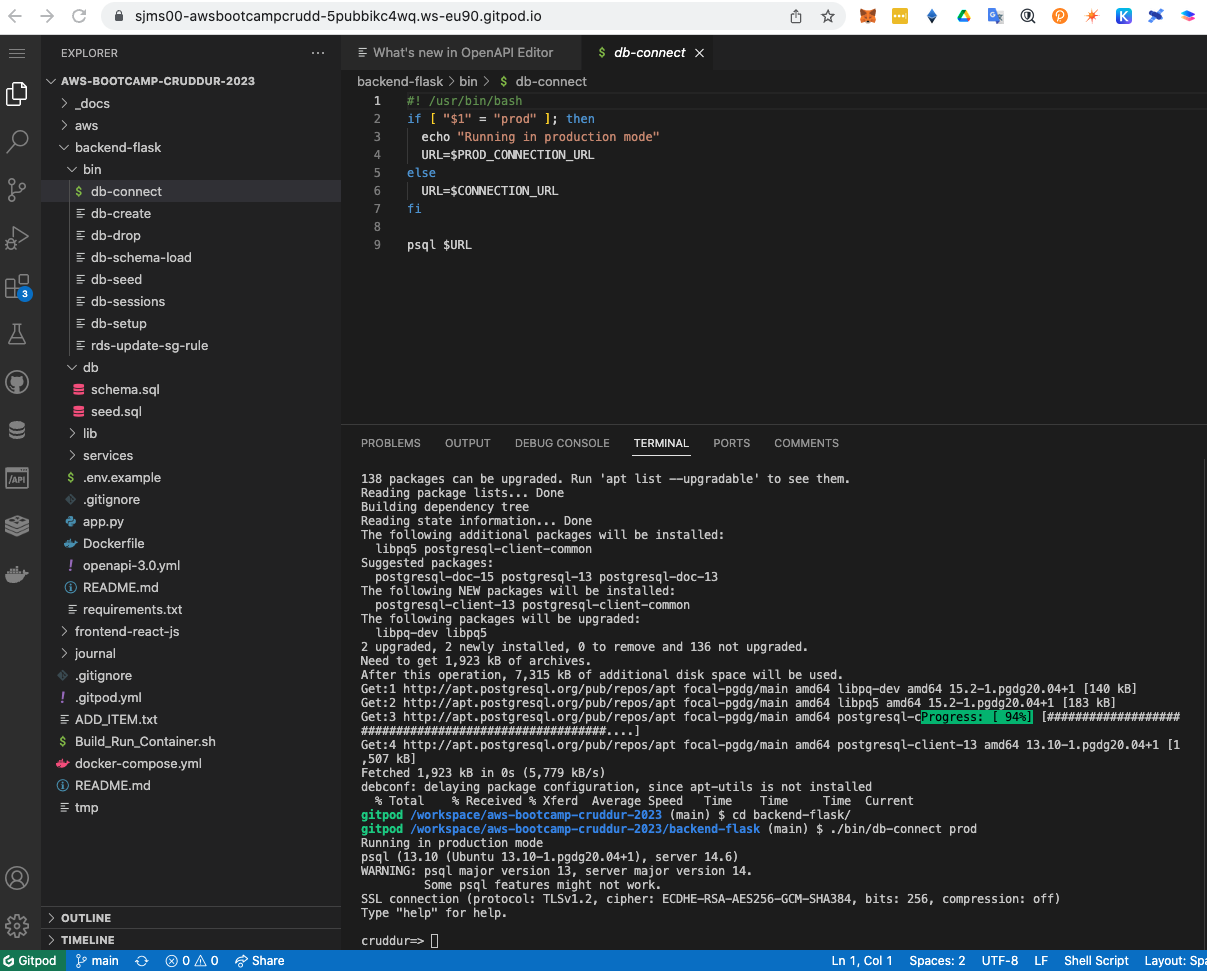 sjms00-awsbootcampcrudd-5pubbikc4wq.ws-eu90.gitpod.io
EXPLORER
AWS-BOOTCAMP-CRUDDUR-2023
_docs
aws
backend-flask
bin
$ db-connect
db-create
db-drop
db-schema-load
db-seed
db-sessions
db-setup
rds-update-sg-rule
db
schema.sql
seed.sql
lib
services
$ .env.example
.gitignore
app.py
Dockerfile
! openapi-3.0.yml
README.md
requirements.txt
frontend-react-js
journal
.gitignore
! .gitpod.yml
ADD_ITEM.txt
$ Build_Run_Container.sh
docker-compose.yml
README.md
tmp
OUTLINE
TIMELINE
3
/API
What's new in OpenAPI Editor
$ db-connect
backend-flask > bin > $ db-connect
1 #! /usr/bin/bash
2 if [ "$1" = "prod" ]; then
3 echo "Running in production mode"
4 URL=$PROD_CONNECTION_URL
5 else
6 URL=$CONNECTION_URL
7 fi
8
9 psql $URL
PROBLEMS OUTPUT DEBUG CONSOLE TERMINAL PORTS COMMENTS
138 packages can be upgraded. Run 'apt list --upgradable' to see them.
Reading package lists... Done
Building dependency tree
Reading state information... Done
The following additional packages will be installed:
libpq5 postgresql-client-common
Suggested packages:
postgresql-doc-15 postgresql-13 postgresql-doc-13
The following NEW packages will be installed:
postgresql-client-13 postgresql-client-common
The following packages will be upgraded:
libpq-dev libpq5
2 upgraded, 2 newly installed, 0 to remove and 136 not upgraded.
Need to get 1,923 kB of archives.
After this operation, 7,315 kB of additional disk space will be used.
Get:1 http://apt.postgresql.org/pub/repos/apt focal-pgdg/main amd64 libpq-dev amd64 15.2-1.pgdg20.04+1 [140 kB]
Get:2 http://apt.postgresql.org/pub/repos/apt focal-pgdg/main amd64 libpq5 amd64 15.2-1.pgdg20.04+1 [183 kB]
Get:3 http://apt.postgresql.org/pub/repos/apt focal-pgdg/main amd64 postgresql-cProgress: [ 94%] [###################
###################################....]
Get:4 http://apt.postgresql.org/pub/repos/apt focal-pgdg/main amd64 postgresql-client-13 amd64 13.10-1.pgdg20.04+1 [1
,507 kB]
Fetched 1,923 kB in 0s (5,779 kB/s)
debconf: delaying package configuration, since apt-utils is not installed
% Total % Received % Xferd Average Speed Time Time Time Current
gitpod /workspace/aws-bootcamp-cruddur-2023 (main) $ cd backend-flask/
gitpod /workspace/aws-bootcamp-cruddur-2023/backend-flask (main) $ ./bin/db-connect prod
Running in production mode
psql (13.10 (Ubuntu 13.10-1.pgdg20.04+1), server 14.6)
WARNING: psql major version 13, server major version 14.
Some psql features might not work.
SSL connection (protocol: TLSv1.2, cipher: ECDHE-RSA-AES256-GCM-SHA384, bits: 256, compression: off)
Type "help" for help.
cruddur=>
Gitpod main 0 0 Share Ln 1, Col 1 Spaces: 2 UTF-8 LF Shell Script Layout: Spa